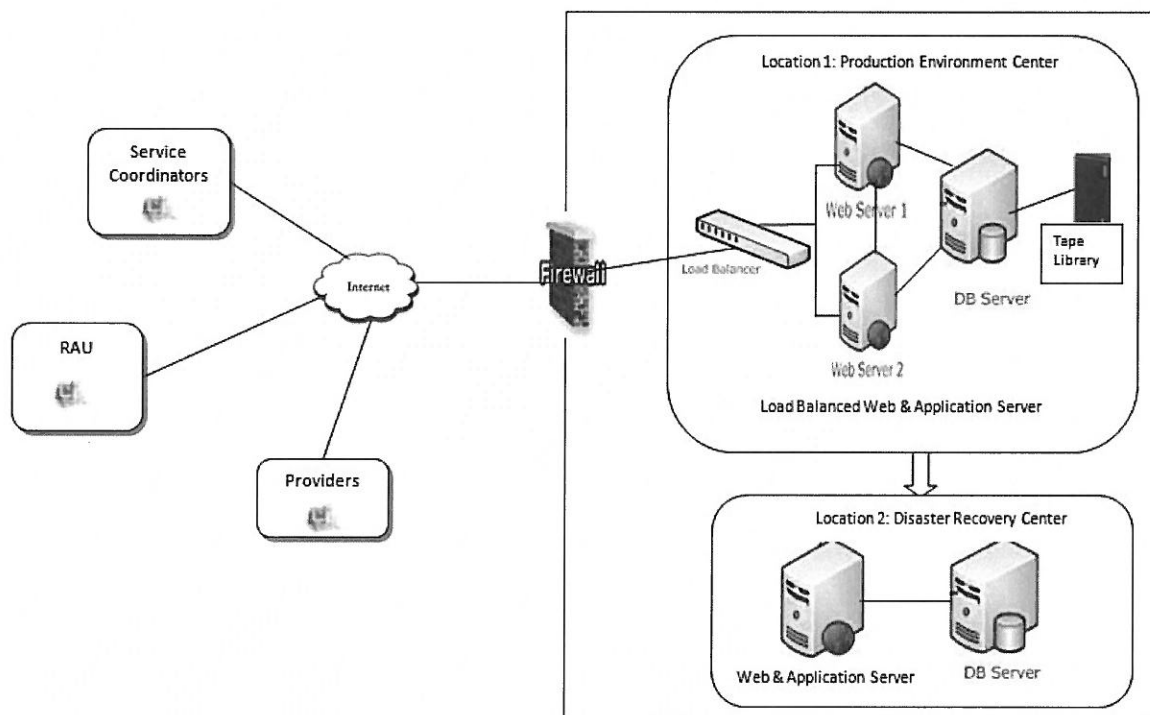 Service
Coordinators
RAU
Providers
Internet
Firewall
Location 1: Production Environment Center
Web Server 1
Load Balancer
Tape
Library
DB Server
Web Server 2
Load Balanced Web & Application Server
Location 2: Disaster Recovery Center
Web & Application Server
DB Server